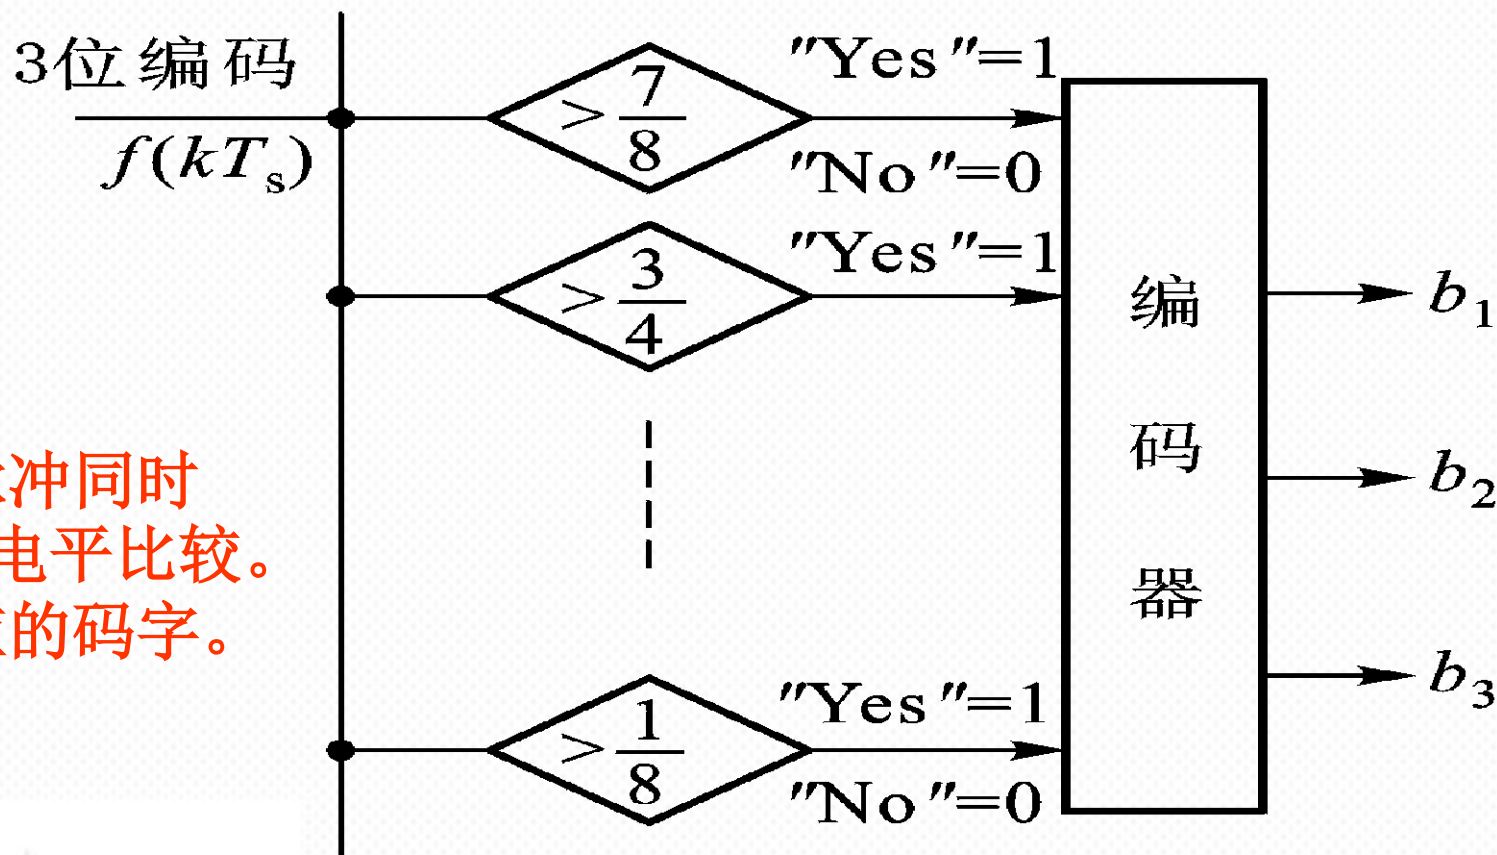 3位编码
f(kTs)
>7/8
"Yes"=1
"No"=0
>3/4
"Yes"=1
冲同时
电平比较。
的码字。
>1/8
"Yes"=1
"No"=0
编
码
器
b1
b2
b3